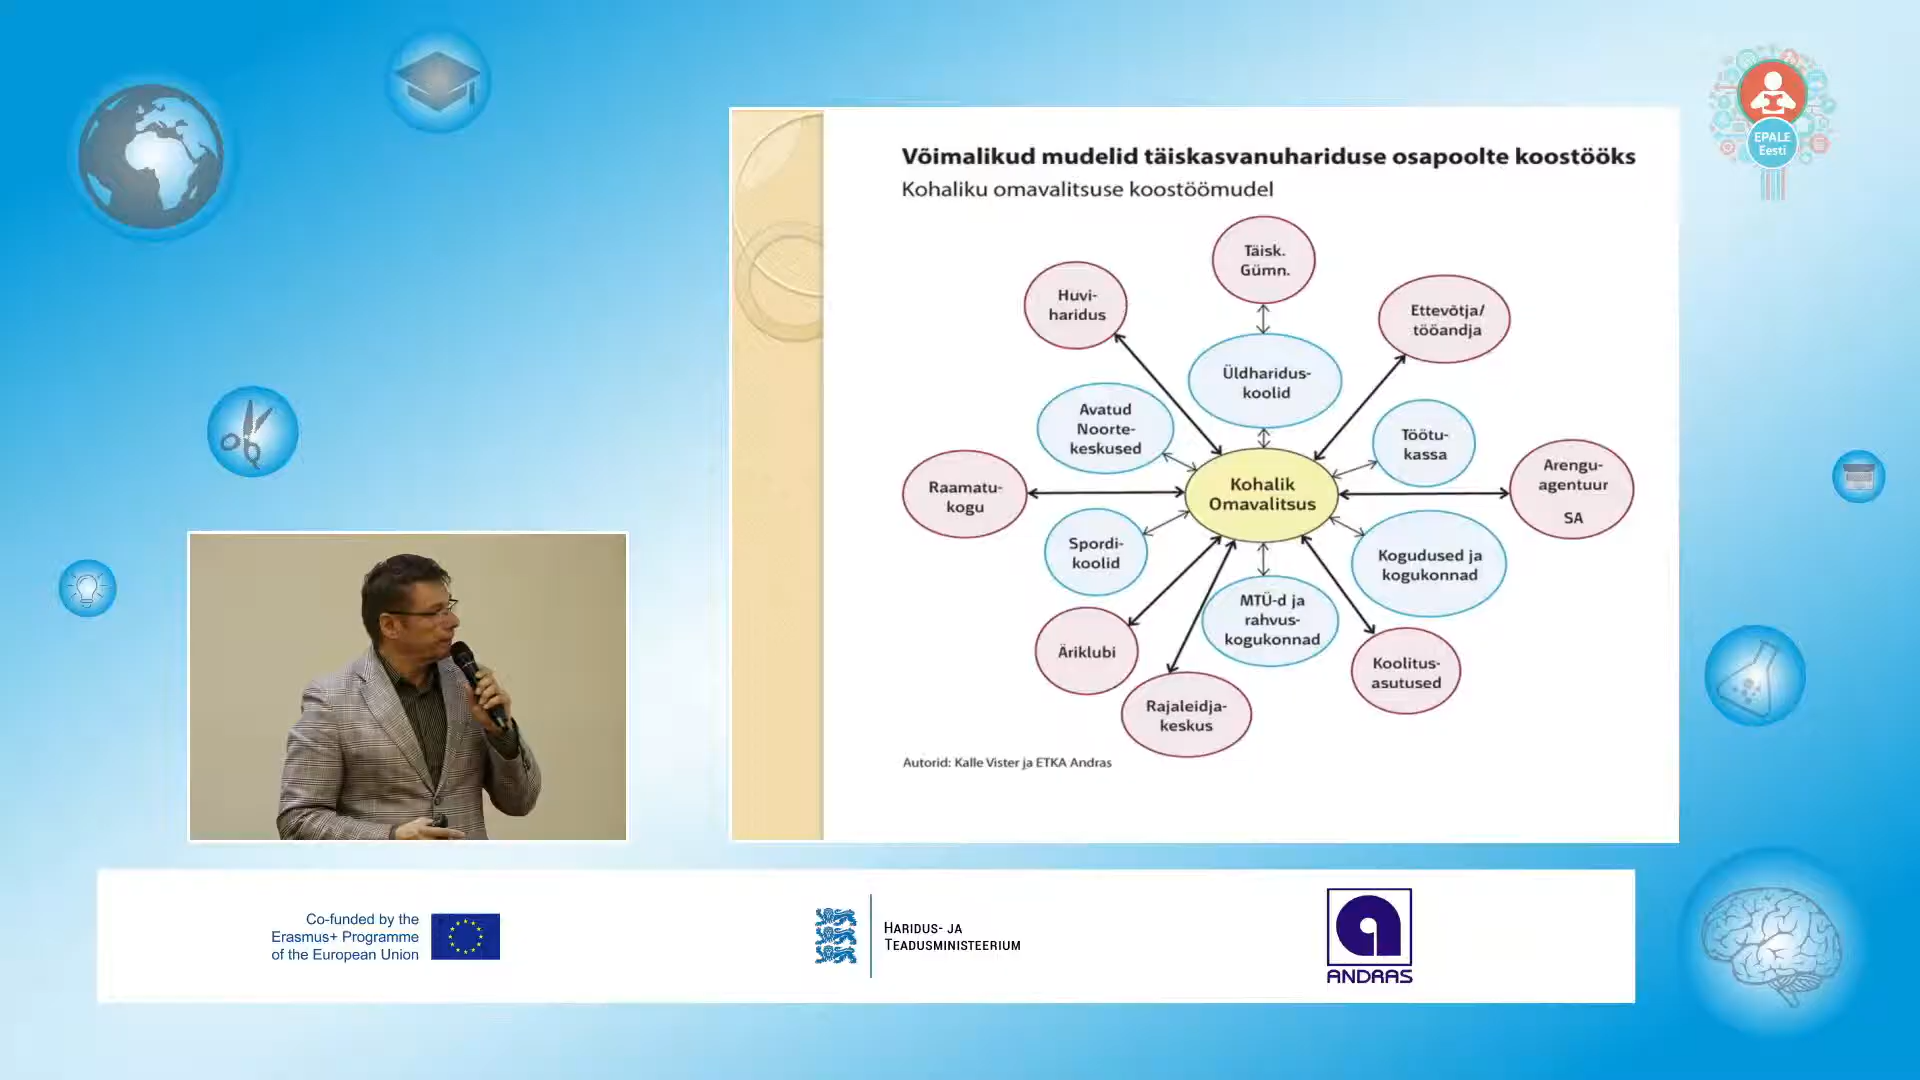 EPALE
Eesti
Võimalikud mudelid täiskasvanuhariduse osapoolte koostööks
Kohaliku omavalitsuse koostöömudel
Täisk.
Gümn.
Huvi-
haridus
Ettevõtja/
tööandja
Üldharidus-
koolid
Avatud
Noorte-
keskused
Töötu-
kassa
Arengu-
agentuur
SA
Raamatu-
kogu
Kohalik
Omavalitsus
Spordi-
koolid
Kogudused ja
kogukonnad
MTÜ-d ja
rahvus-
kogukonnad
Äriklubi
Koolitus-
asutused
Rajaleidja-
keskus
Autorid: Kalle Vister ja ETKA Andras
Co-funded by the
Erasmus+ Programme
of the European Union
HARIDUS- JA
TEADUSMINISTEERIUM
ANDRAS